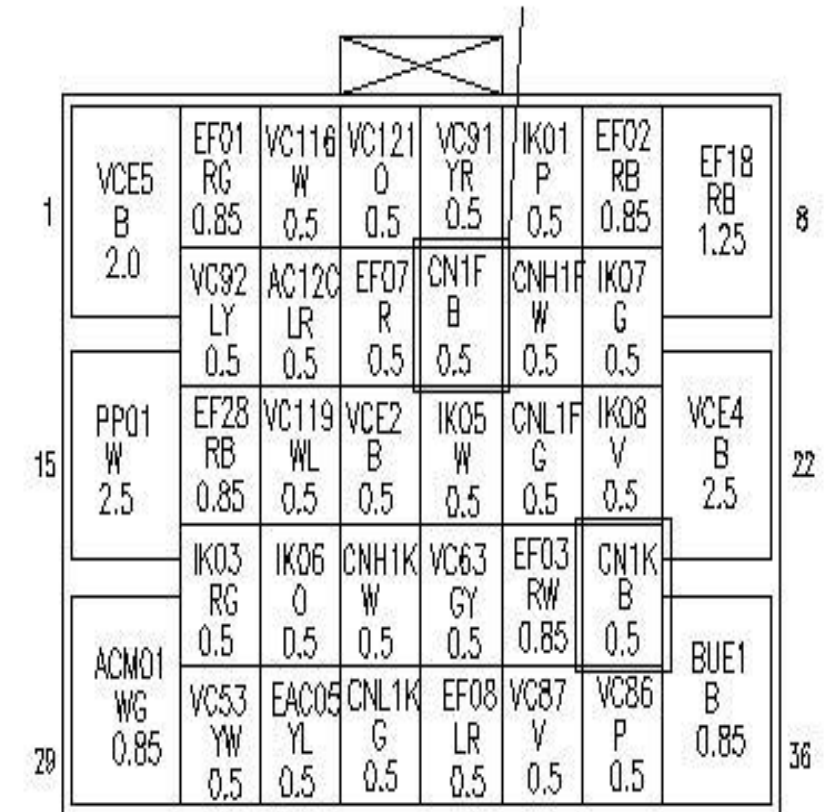 VCE5
B
2.0
EF01
RG
0.85
VC116
W
0.5
VC121
O
0.5
VC91
YR
0.5
IK01
P
0.5
EF02
RB
0.85
EF18
RB
1.25
1
8
VC92
LY
0.5
AC12C
LR
0.5
EF07
R
0.5
CN1F
B
0.5
CNH1F
W
0.5
IK07
G
0.5
PP01
W
2.5
EF28
RB
0.85
VC119
WL
0.5
VCE2
B
0.5
IK05
W
0.5
CNL1F
G
0.5
IK08
V
0.5
VCE4
B
2.5
15
22
IK03
RG
0.5
IK06
O
0.5
CNH1K
W
0.5
VC63
GY
0.5
EF03
RW
0.85
CN1K
B
0.5
ACM01
WG
0.85
VC53
YW
0.5
EAC05
YL
0.5
CNL1K
G
0.5
EF08
LR
0.5
VC87
V
0.5
VC86
P
0.5
BUE1
B
0.85
29
36